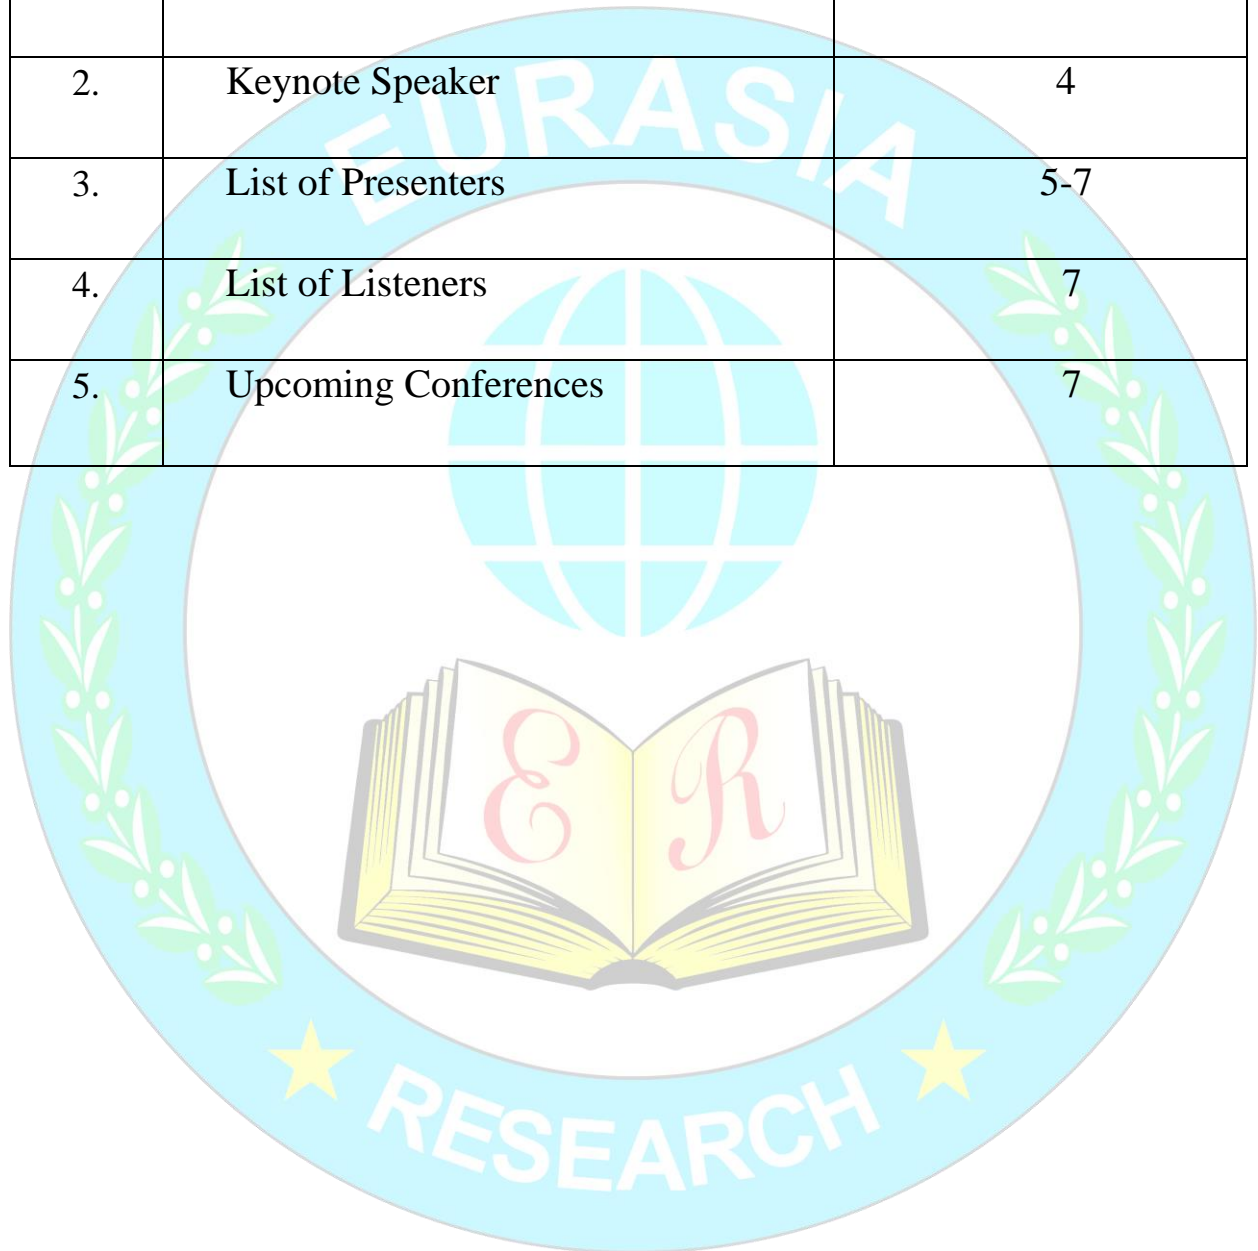 2. Keynote Speaker 4
3. List of Presenters 5-7
4. List of Listeners 7
5. Upcoming Conferences 7
EURASIA
E R
RESEARCH